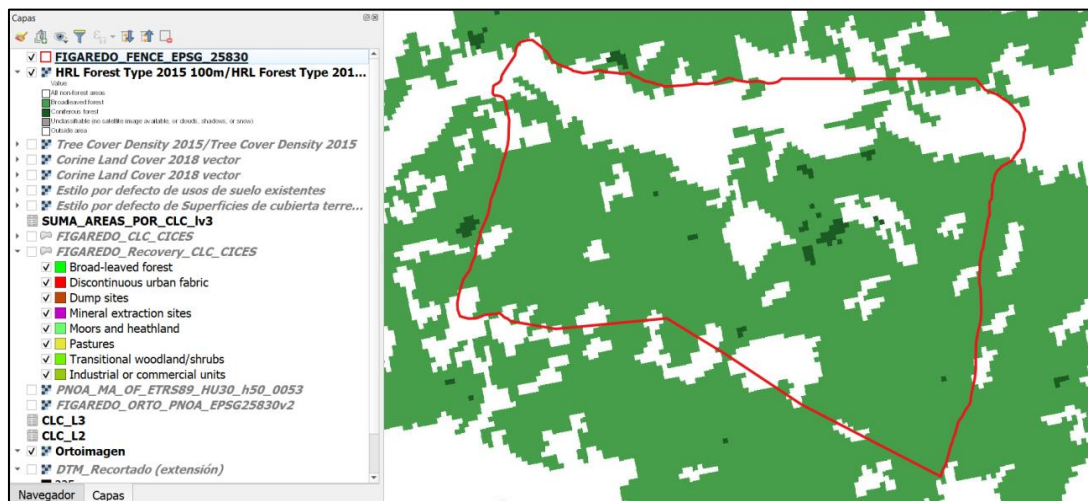 Capas
FIGAREDO_FENCE_EPSG_25830
HRL Forest Type 2015 100m/HRL Forest Type 201...
Value
All non-forest areas
Broadleaved forest
Coniferous forest
Unclassifiable (no satellite image available, or clouds, shadows, or snow)
Outside area
Tree Cover Density 2015/Tree Cover Density 2015
Corine Land Cover 2018 vector
Corine Land Cover 2018 vector
Estilo por defecto de usos de suelo existentes
Estilo por defecto de Superficies de cubierta terre...
SUMA_AREAS_POR_CLC_lv3
FIGAREDO_CLC_CICES
FIGAREDO_Recovery_CLC_CICES
Broad-leaved forest
Discontinuous urban fabric
Dump sites
Mineral extraction sites
Moors and heathland
Pastures
Transitional woodland/shrubs
Industrial or commercial units
PNOA_MA_OF_ETRS89_HU30_h50_0053
FIGAREDO_ORTO_PNOA_EPSG25830v2
CLC_L3
CLC_L2
Ortoimagen
DTM_Recortado (extensión)
Navegador Capas